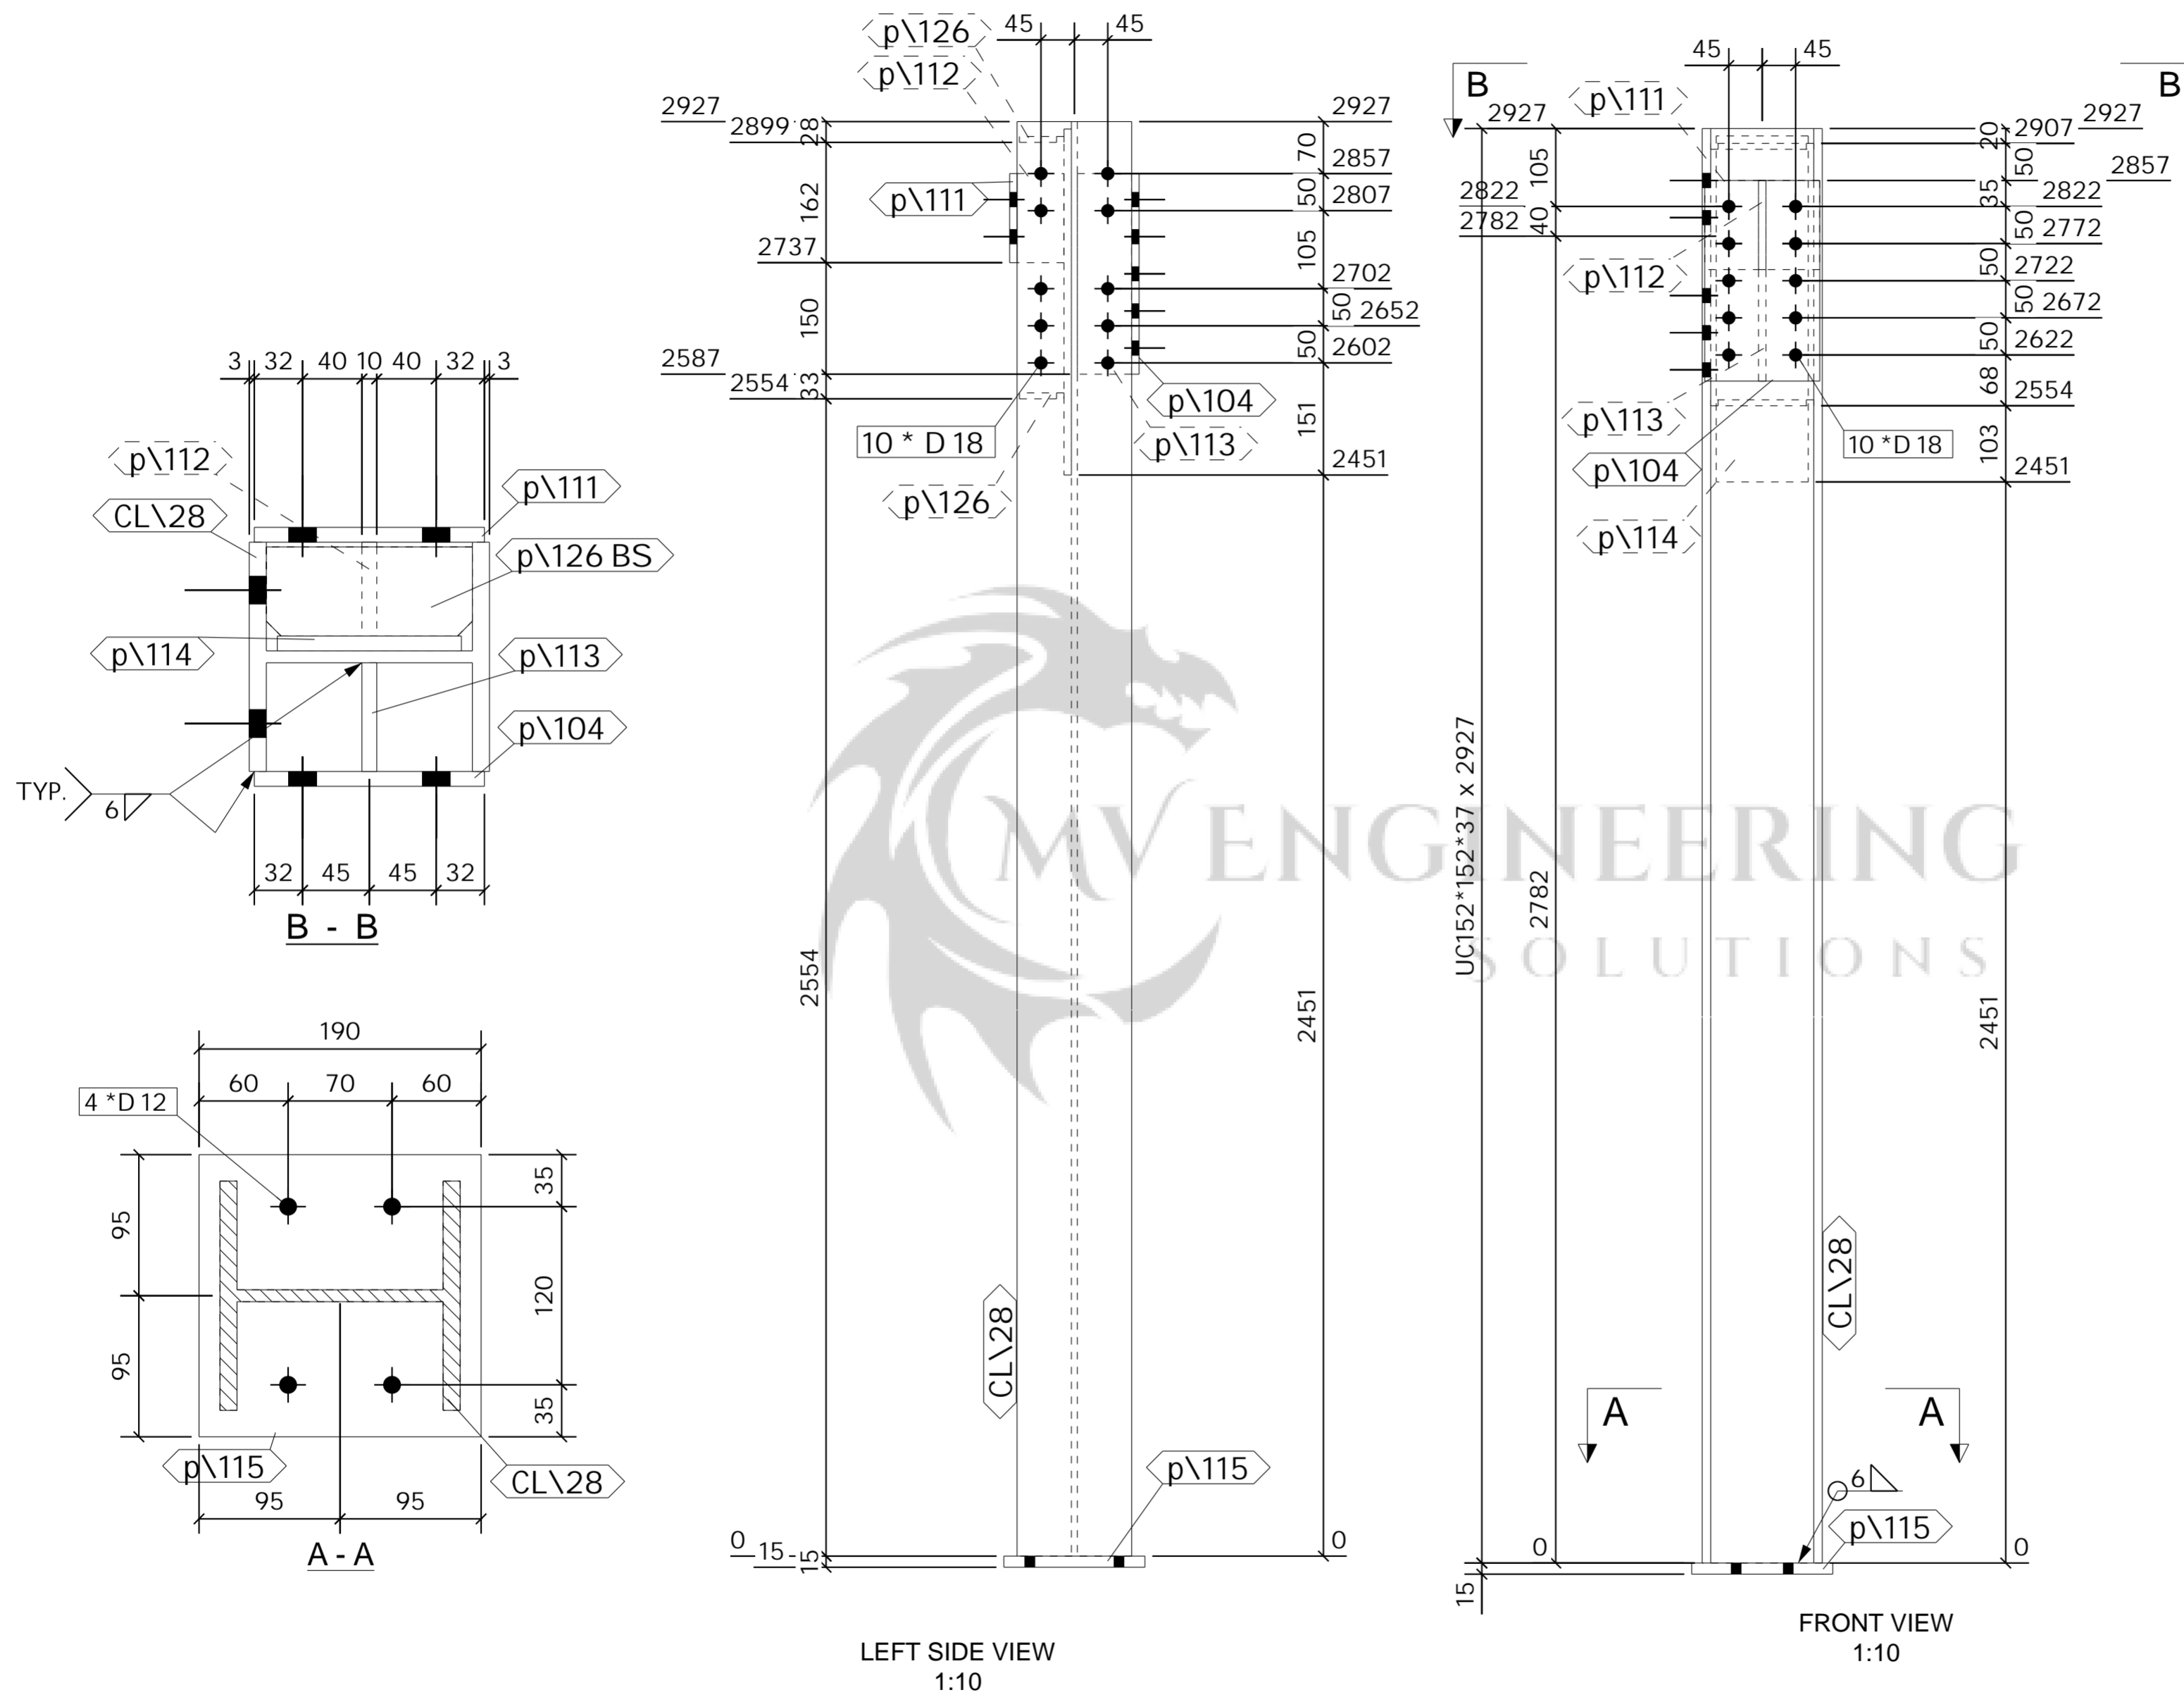 3 32 40 10 40 32 3
p\112
CL\28
p\111
p\126 BS
p\114
p\113
p\104
TYP.
6
32 45 45 32
B - B
190
60 70 60
4 *D 12
35
95
120
95
35
p\115
CL\28
95 95
A - A
p\126
p\112
45 45
2927
2899
28
2927
70
2857
p\111
162
50
2807
2737
105
2702
150
50
2652
2587
50
2602
2554
33
p\104
10 * D 18
p\113
151
2451
p\126
2554
2451
CL\28
p\115
0
15
15
0
LEFT SIDE VIEW
1:10
45 45
B B
p\111
2927
20
2907
2927
105
50
2857
2822
35
2822
2782
40
50
2772
p\112
50
2722
50
2672
50
2622
p\113
68
2554
p\104
10 *D 18
103
2451
p\114
UC152*152*37 x 2927
2782
2451
CL\28
A A
6
p\115
0
0
15
FRONT VIEW
1:10
MV ENGINEERING
SOLUTIONS